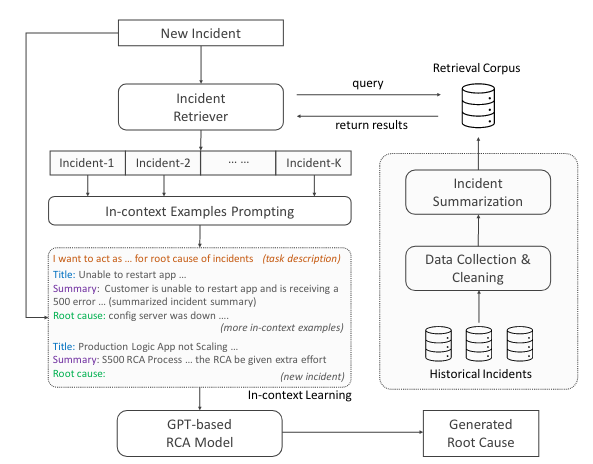 New Incident
Incident
Retriever
query
return results
Retrieval Corpus
Incident-1
Incident-2
... ...
Incident-K
In-context Examples Prompting
I want to act as ... for root cause of incidents (task description)
Title: Unable to restart app ...
Summary: Customer is unable to restart app and is receiving a
500 error ... (summarized incident summary)
Root cause: config server was down ....
(more in-context examples)
Title: Production Logic App not Scaling ...
Summary: S500 RCA Process ... the RCA be given extra effort
Root cause:
(new incident)
In-context Learning
GPT-based
RCA Model
Generated
Root Cause
Incident
Summarization
Data Collection &
Cleaning
Historical Incidents